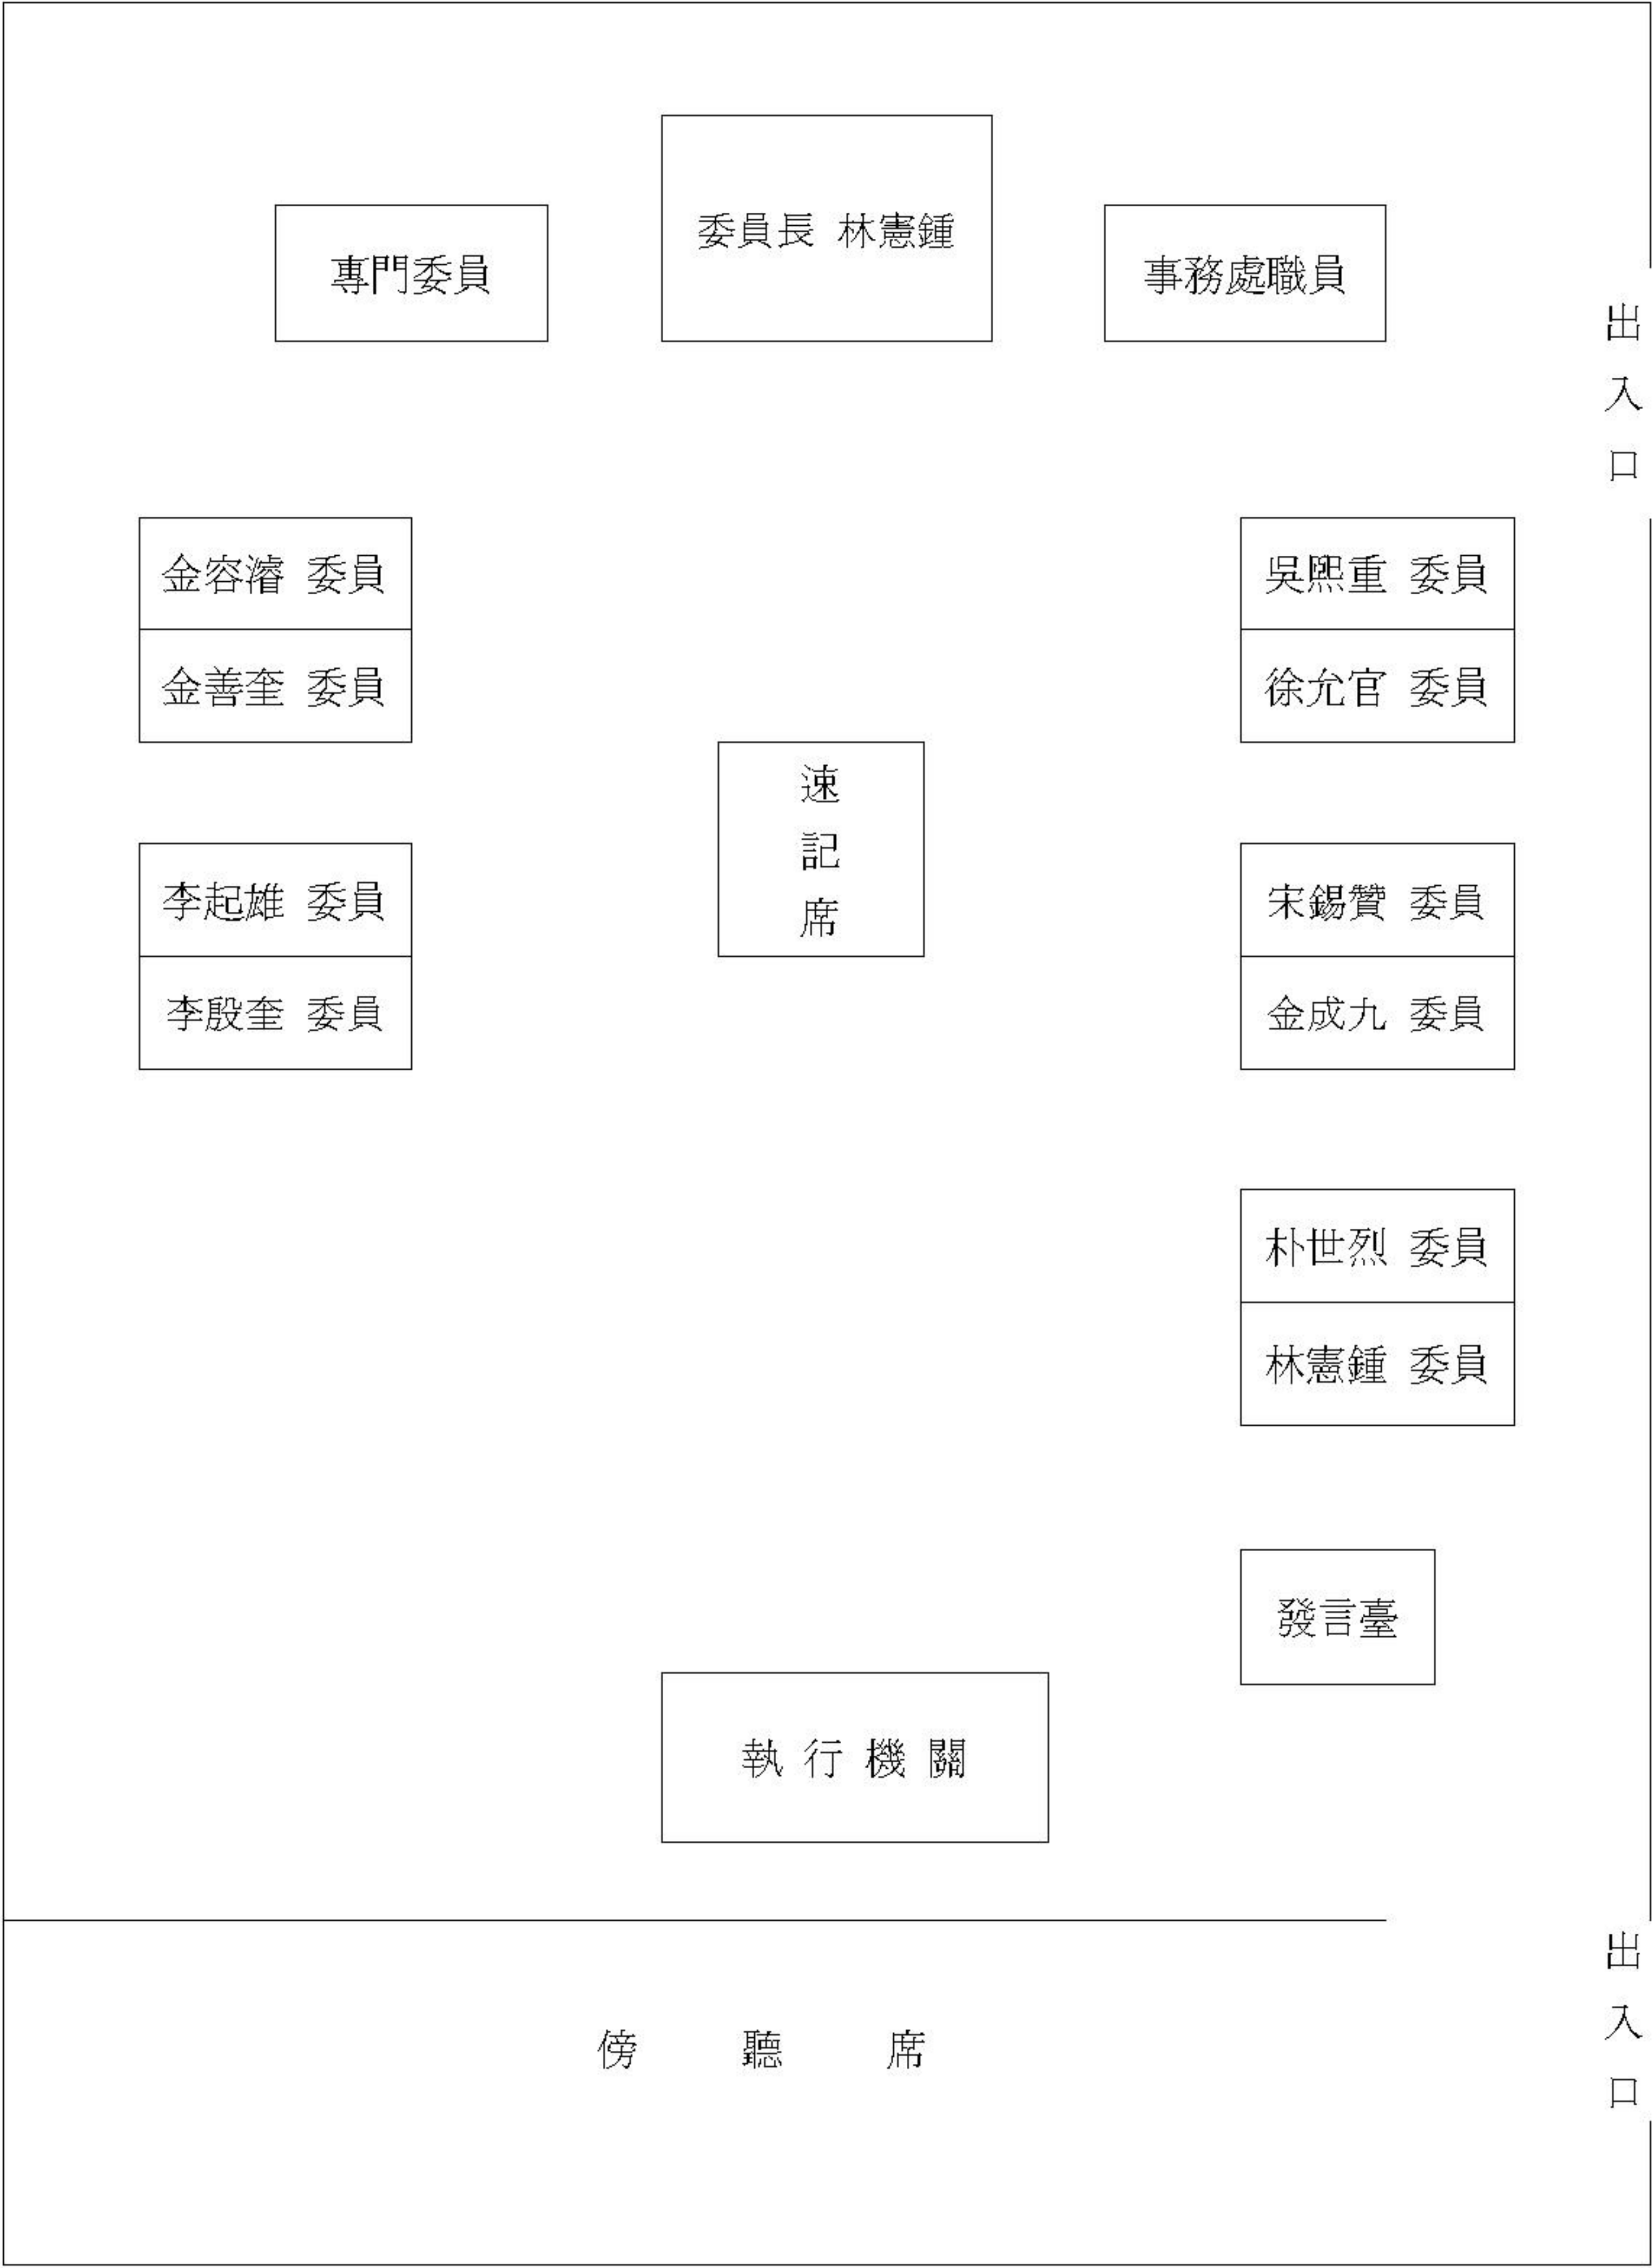 委員長 林憲鍾
專門委員
事務處職員
出
入
口
金容濬 委員
吳熙重 委員
金善奎 委員
徐允官 委員
速
記
席
李起雄 委員
宋錫贊 委員
李殷奎 委員
金成九 委員
朴世烈 委員
林憲鍾 委員
發言臺
執 行 機 關
出
入
口
傍 聽 席